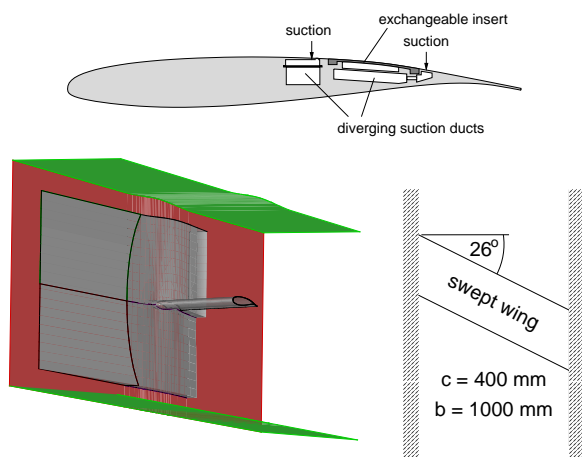 exchangeable insert
suction
suction
diverging suction ducts
26°
swept wing
c = 400 mm
b = 1000 mm